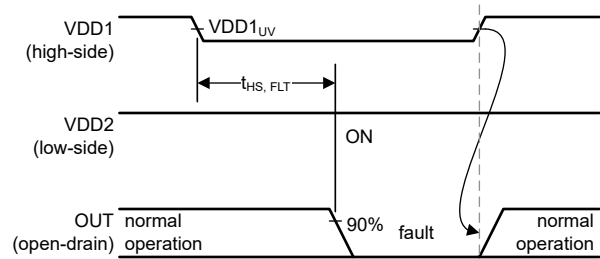 VDD1
(high-side)
VDD1UV
tHS, FLT
VDD2
(low-side)
ON
OUT
(open-drain)
normal
operation
90%
fault
normal
operation